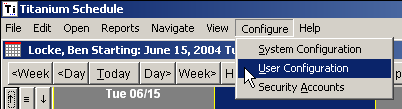 Titanium Schedule
File Edit Open Reports Navigate View Configure Help
Locke, Ben Starting: June 15, 2004 Tu
System Configuration
<Week <Day Today Day> Week> H
User Configuration
Security Accounts
Tue 06/15